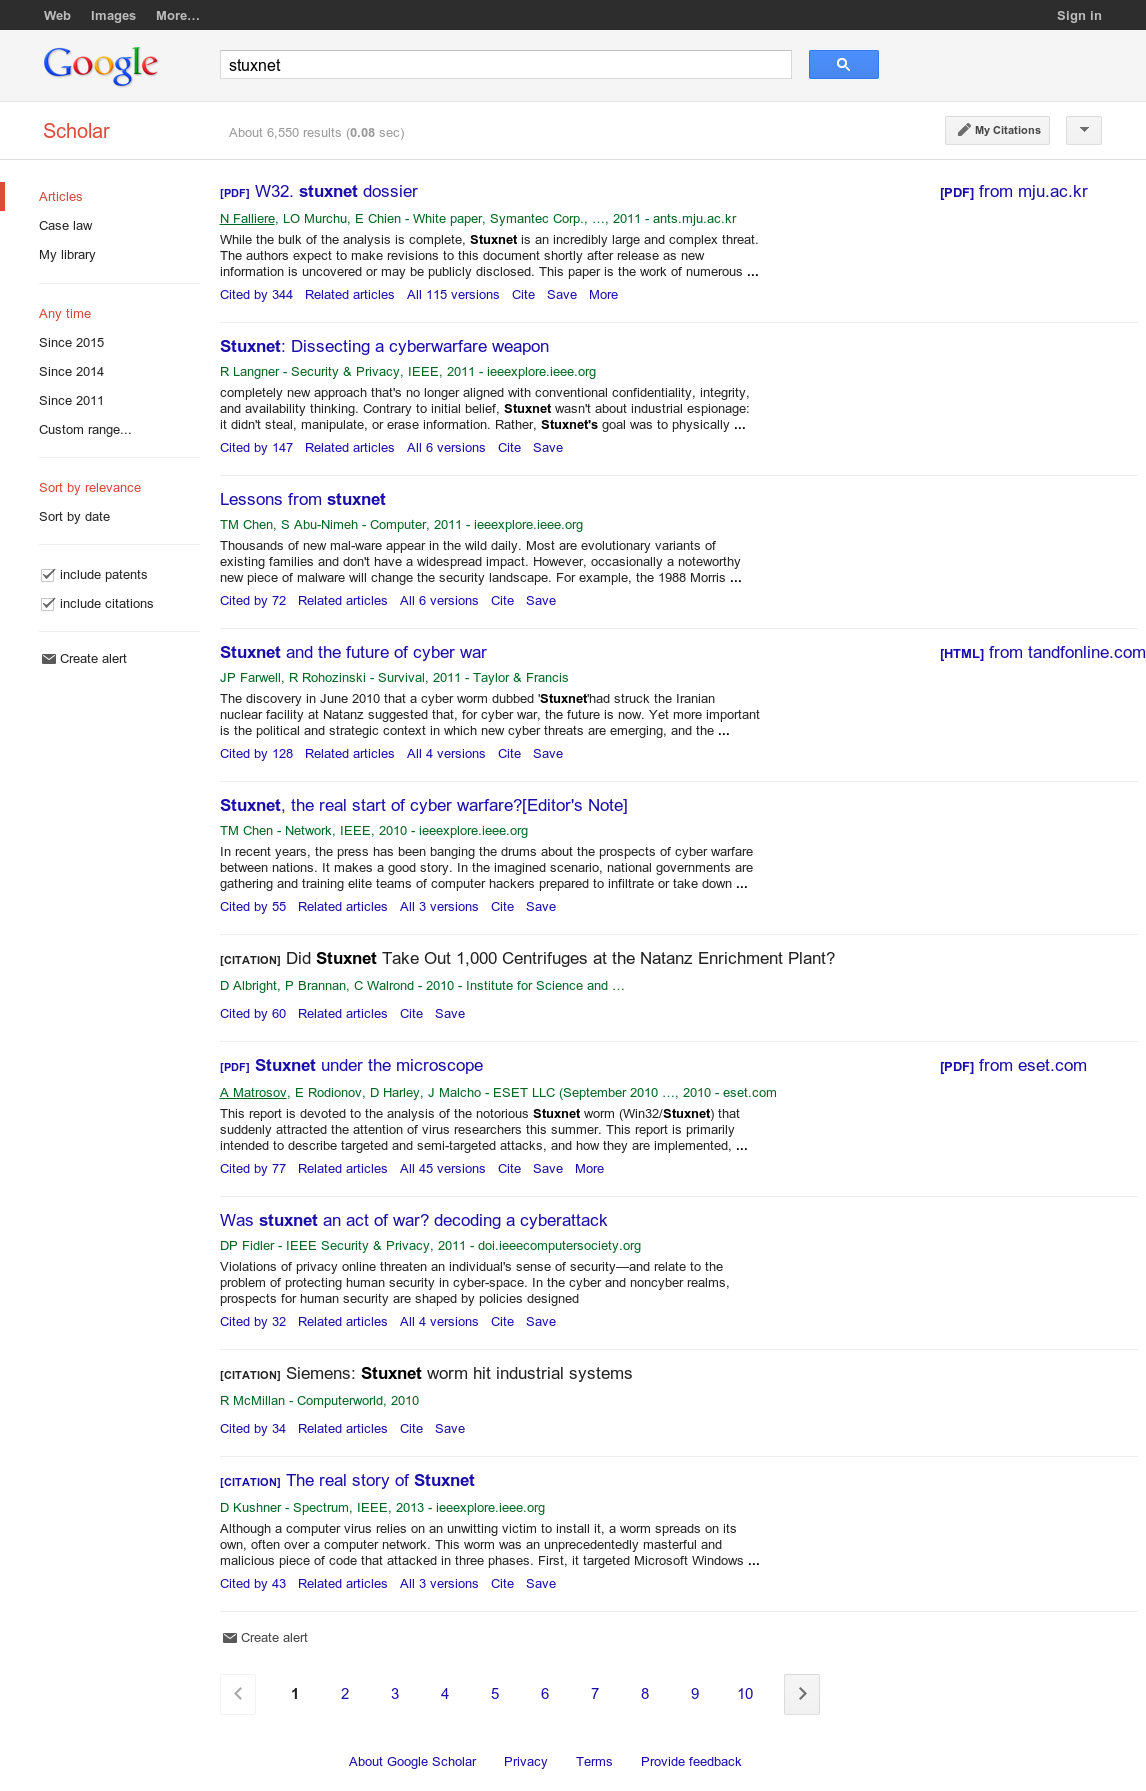 Web Images More… Sign in
Google
stuxnet
Scholar About 6,550 results (0.08 sec) My Citations
Articles
Case law
My library
Any time
Since 2015
Since 2014
Since 2011
Custom range...
Sort by relevance
Sort by date
include patents
include citations
Create alert
[PDF] W32. stuxnet dossier
[PDF] from mju.ac.kr
N Falliere, LO Murchu, E Chien - White paper, Symantec Corp., …, 2011 - ants.mju.ac.kr
While the bulk of the analysis is complete, Stuxnet is an incredibly large and complex threat.
The authors expect to make revisions to this document shortly after release as new
information is uncovered or may be publicly disclosed. This paper is the work of numerous ...
Cited by 344 Related articles All 115 versions Cite Save More
Stuxnet: Dissecting a cyberwarfare weapon
R Langner - Security & Privacy, IEEE, 2011 - ieeexplore.ieee.org
completely new approach that's no longer aligned with conventional confidentiality, integrity,
and availability thinking. Contrary to initial belief, Stuxnet wasn't about industrial espionage:
it didn't steal, manipulate, or erase information. Rather, Stuxnet's goal was to physically ...
Cited by 147 Related articles All 6 versions Cite Save
Lessons from stuxnet
TM Chen, S Abu-Nimeh - Computer, 2011 - ieeexplore.ieee.org
Thousands of new mal-ware appear in the wild daily. Most are evolutionary variants of
existing families and don't have a widespread impact. However, occasionally a noteworthy
new piece of malware will change the security landscape. For example, the 1988 Morris ...
Cited by 72 Related articles All 6 versions Cite Save
Stuxnet and the future of cyber war
[HTML] from tandfonline.com
JP Farwell, R Rohozinski - Survival, 2011 - Taylor & Francis
The discovery in June 2010 that a cyber worm dubbed 'Stuxnet'had struck the Iranian
nuclear facility at Natanz suggested that, for cyber war, the future is now. Yet more important
is the political and strategic context in which new cyber threats are emerging, and the ...
Cited by 128 Related articles All 4 versions Cite Save
Stuxnet, the real start of cyber warfare?[Editor's Note]
TM Chen - Network, IEEE, 2010 - ieeexplore.ieee.org
In recent years, the press has been banging the drums about the prospects of cyber warfare
between nations. It makes a good story. In the imagined scenario, national governments are
gathering and training elite teams of computer hackers prepared to infiltrate or take down ...
Cited by 55 Related articles All 3 versions Cite Save
[CITATION] Did Stuxnet Take Out 1,000 Centrifuges at the Natanz Enrichment Plant?
D Albright, P Brannan, C Walrond - 2010 - Institute for Science and …
Cited by 60 Related articles Cite Save
[PDF] Stuxnet under the microscope
[PDF] from eset.com
A Matrosov, E Rodionov, D Harley, J Malcho - ESET LLC (September 2010 …, 2010 - eset.com
This report is devoted to the analysis of the notorious Stuxnet worm (Win32/Stuxnet) that
suddenly attracted the attention of virus researchers this summer. This report is primarily
intended to describe targeted and semi-targeted attacks, and how they are implemented, ...
Cited by 77 Related articles All 45 versions Cite Save More
Was stuxnet an act of war? decoding a cyberattack
DP Fidler - IEEE Security & Privacy, 2011 - doi.ieeecomputersociety.org
Violations of privacy online threaten an individual's sense of security—and relate to the
problem of protecting human security in cyber-space. In the cyber and noncyber realms,
prospects for human security are shaped by policies designed
Cited by 32 Related articles All 4 versions Cite Save
[CITATION] Siemens: Stuxnet worm hit industrial systems
R McMillan - Computerworld, 2010
Cited by 34 Related articles Cite Save
[CITATION] The real story of Stuxnet
D Kushner - Spectrum, IEEE, 2013 - ieeexplore.ieee.org
Although a computer virus relies on an unwitting victim to install it, a worm spreads on its
own, often over a computer network. This worm was an unprecedentedly masterful and
malicious piece of code that attacked in three phases. First, it targeted Microsoft Windows ...
Cited by 43 Related articles All 3 versions Cite Save
Create alert
1 2 3 4 5 6 7 8 9 10
About Google Scholar Privacy Terms Provide feedback